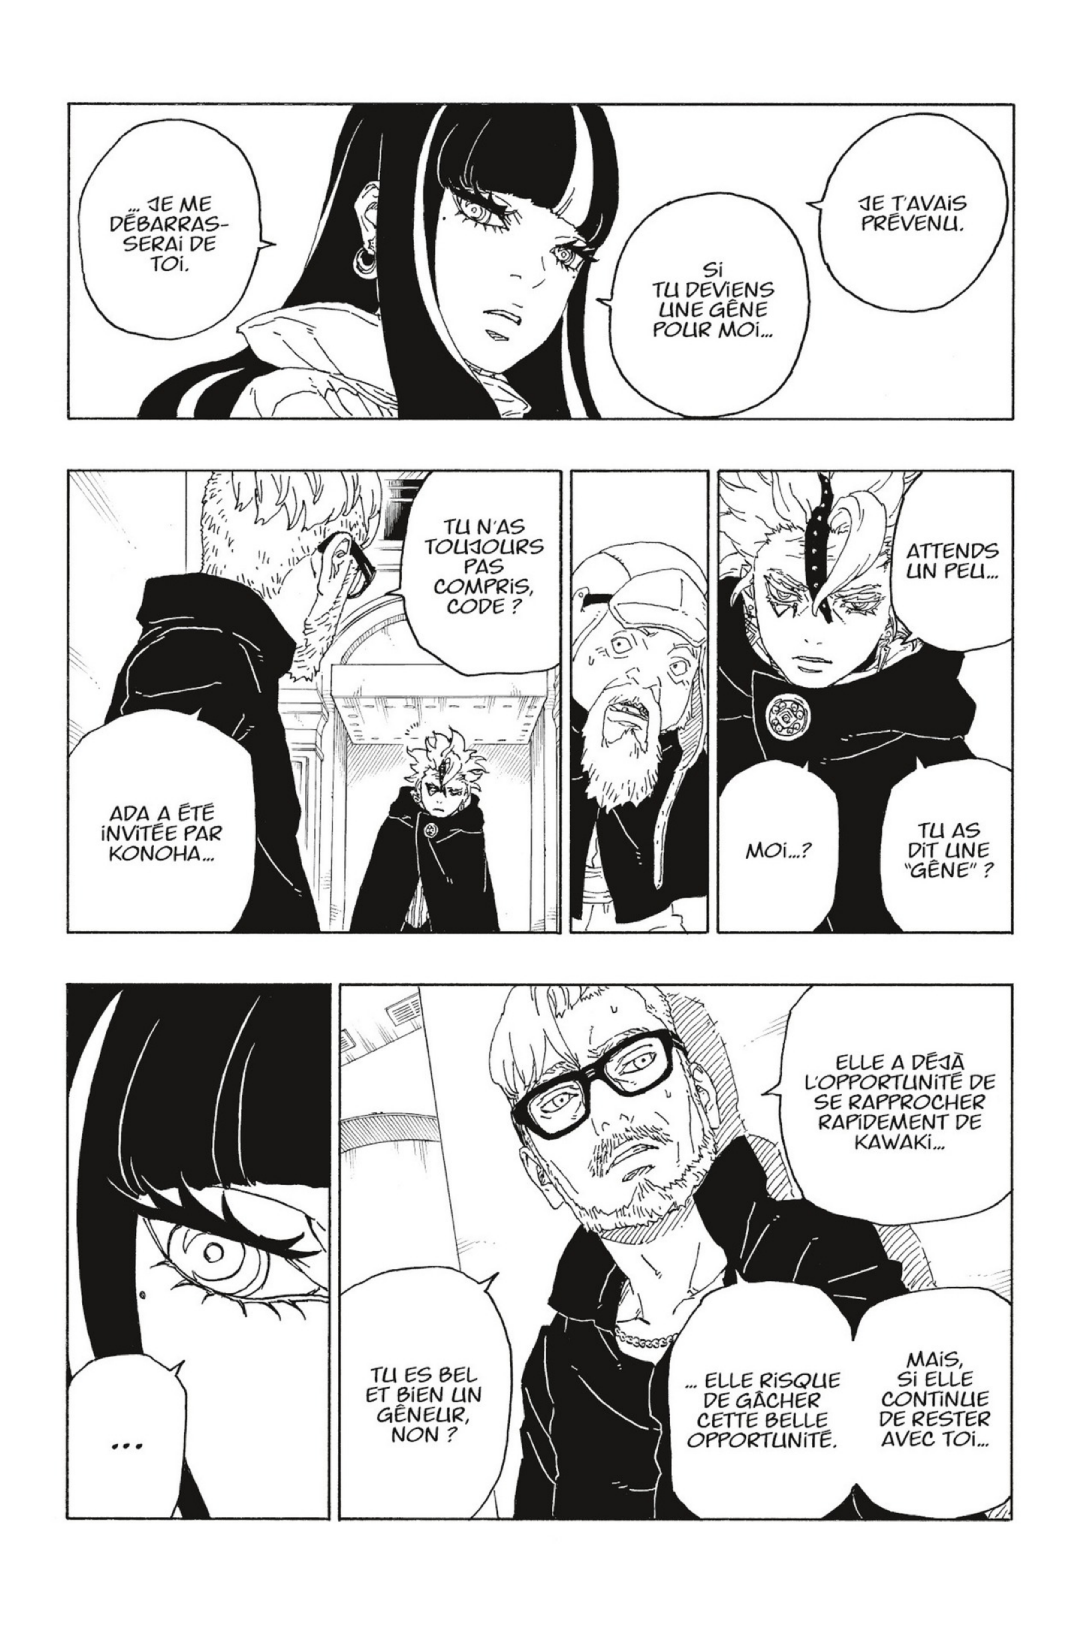 JE T'AVAIS
PRÉVENU.
SI
TU DEVIENS
UNE GÊNE
POUR MOI...
... JE ME
DÉBARRAS-
SERAI DE
TOI.
ATTENDS
UN PEU...
TU AS
DIT UNE
"GÊNE" ?
MOI...?
TU N'AS
TOUJOURS
PAS
COMPRIS,
CODE ?
ADA A ÉTÉ
INVITÉE PAR
KONOHA...
ELLE A DÉJÀ
L'OPPORTUNITÉ DE
SE RAPPROCHER
RAPIDEMENT DE
KAWAKI...
MAIS,
SI ELLE
CONTINUE
DE RESTER
AVEC TOI...
... ELLE RISQUE
DE GÂCHER
CETTE BELLE
OPPORTUNITÉ.
TU ES BEL
ET BIEN UN
GÊNEUR,
NON ?
...